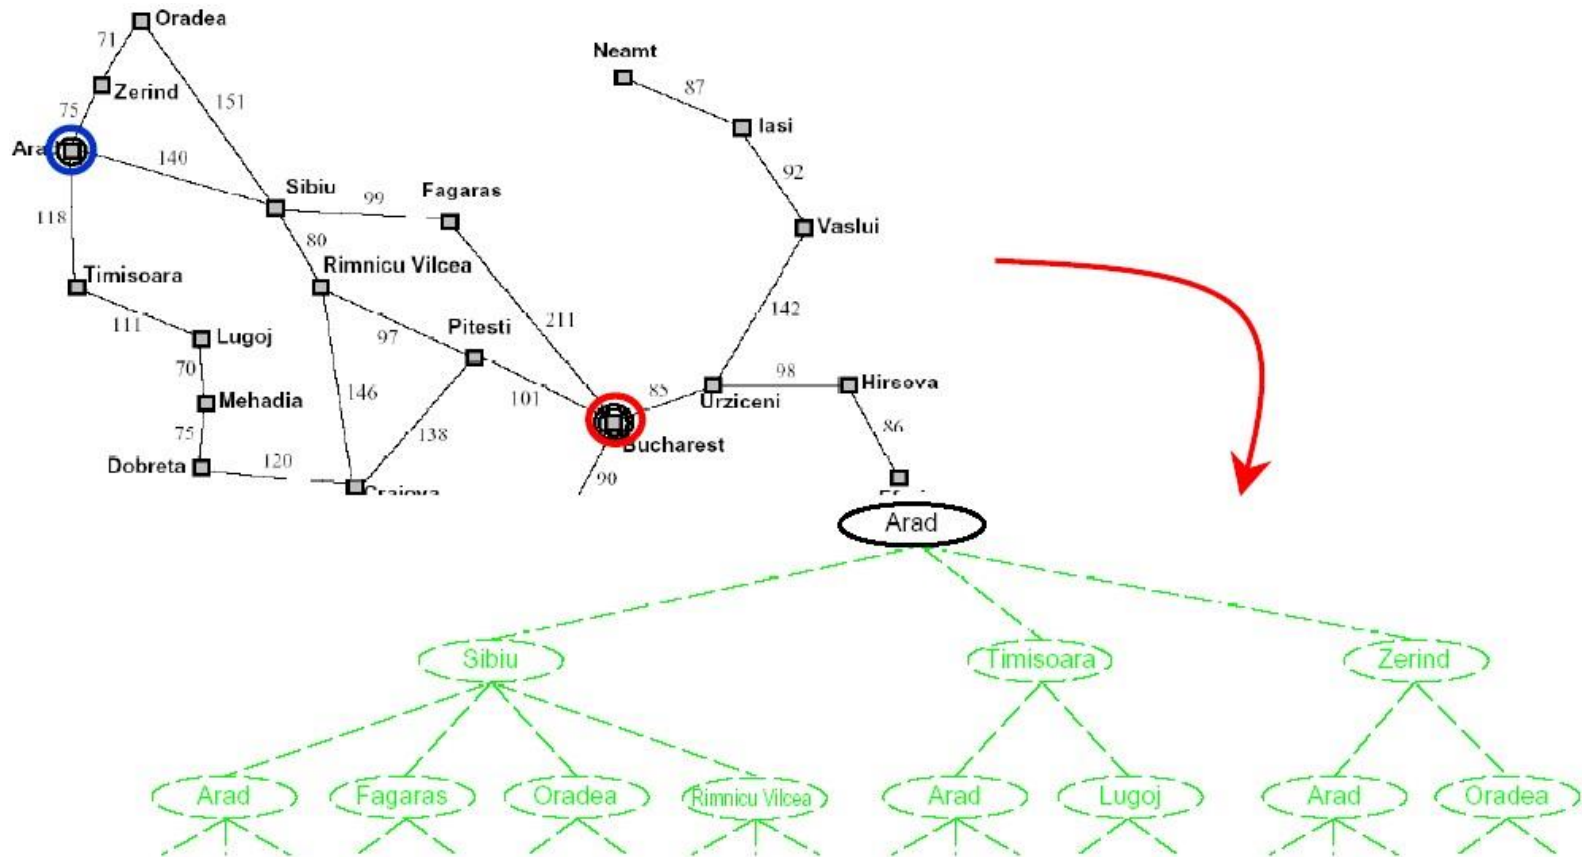 Oradea
71
Neamt
87
Zerind
151
75
Iasi
Arad
140
92
Sibiu
Fagaras
99
118
Vaslui
80
Rimnicu Vilcea
Timisoara
142
211
111
Pitesti
97
Lugoj
70
98
Hirsova
85
146
101
Urziceni
Mehadia
86
75
138
Bucharest
Dobreta
120
90
Craiova
Arad
Sibiu
Timisoara
Zerind
Arad
Fagaras
Oradea
Rimnicu Vilcea
Arad
Lugoj
Arad
Oradea